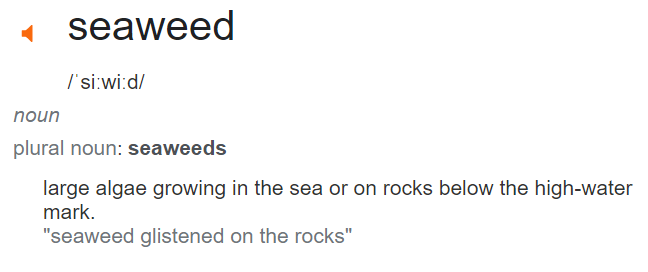 seaweed
/ˈsiːwiːd/
noun
plural noun: seaweeds
large algae growing in the sea or on rocks below the high-water
mark.
"seaweed glistened on the rocks"